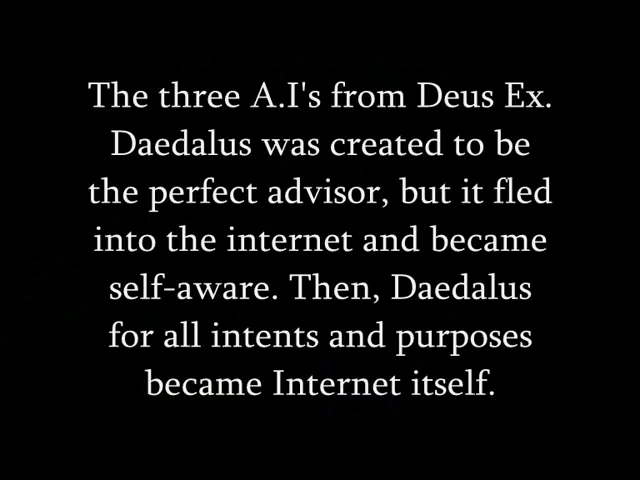 The three A.I's from Deus Ex.
Daedalus was created to be
the perfect advisor, but it fled
into the internet and became
self-aware. Then, Daedalus
for all intents and purposes
became Internet itself.